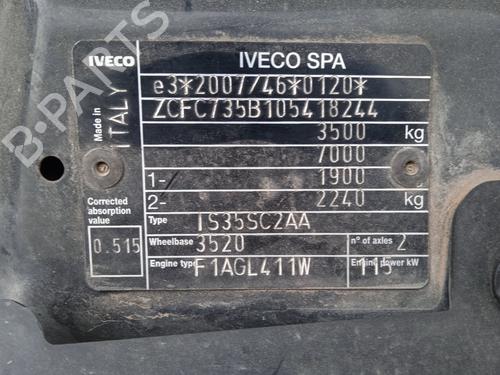 IVECO
IVECO SPA
e3*2007/46*0120*
ZCFC735B105418244
3500 kg
7000
1- 1900
2- 2240 kg
Made in
ITALY
Corrected
absorption
value
0.515
Type IS35SC2AA
Wheelbase 3520 n° of axles 2
Engine type F1AGL411W Engine power kW 115
B-PARTS